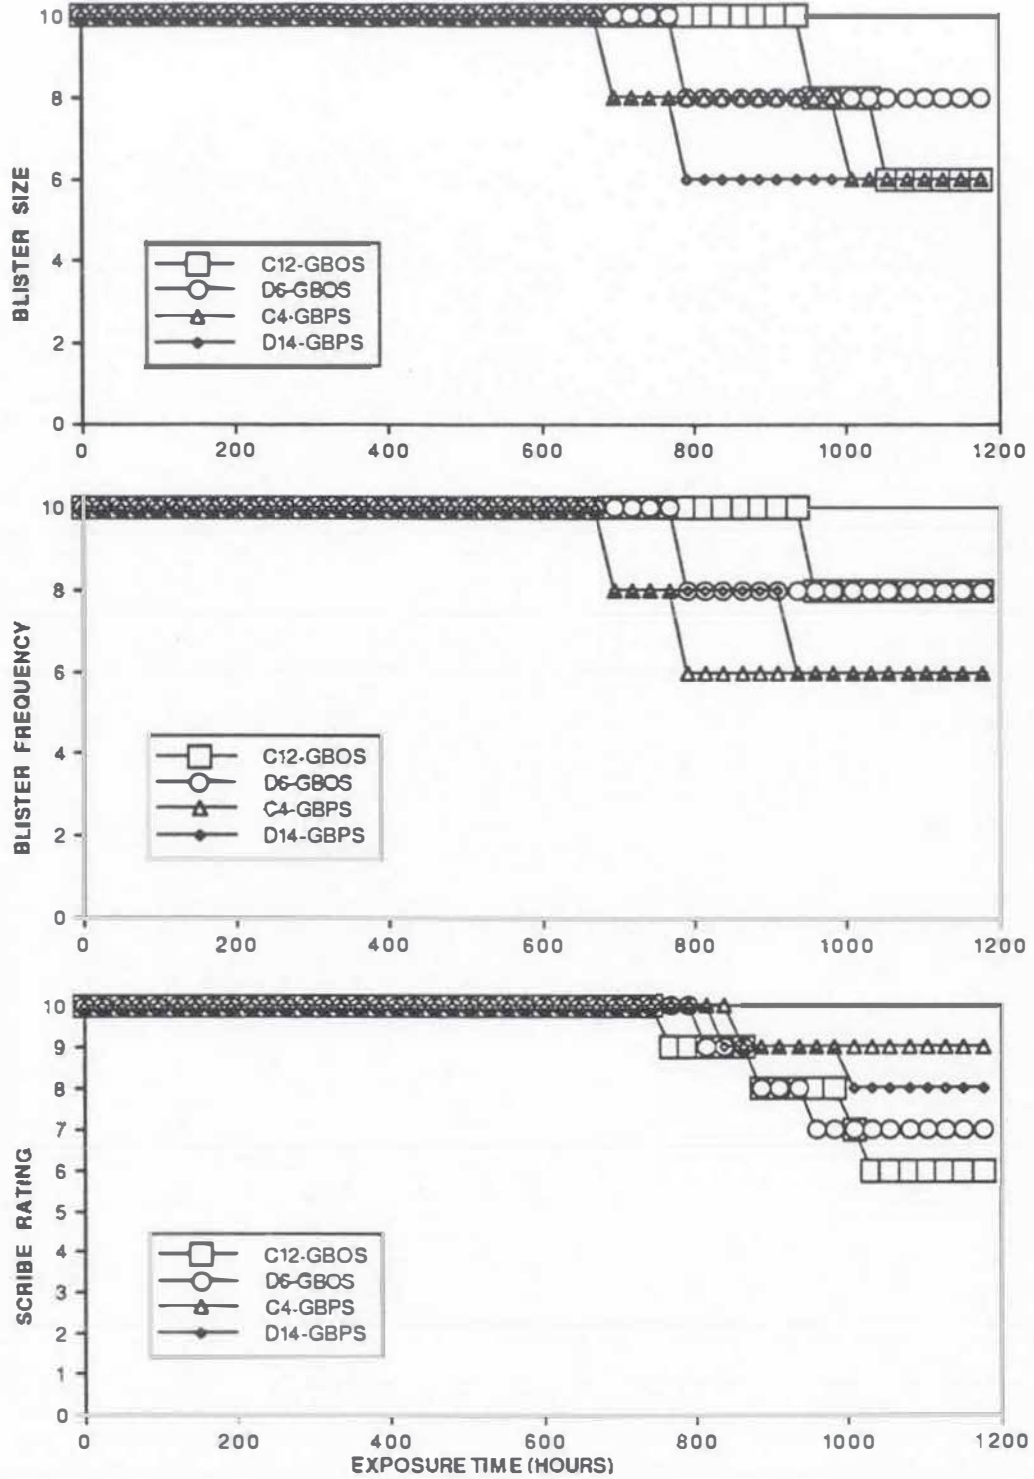 10
8
6
4
2
0
BLISTER SIZE
C12-GBOS
D6-GBOS
C4-GBPS
D14-GBPS
0 200 400 600 800 1000 1200
10
8
6
4
2
0
BLISTER FREQUENCY
C12-GBOS
D6-GBOS
C4-GBPS
D14-GBPS
0 200 400 600 800 1000 1200
10
9
8
7
6
5
4
3
2
1
0
SCRIBE RATING
C12-GBOS
D6-GBOS
C4-GBPS
D14-GBPS
0 200 400 600 800 1000 1200
EXPOSURE TIME (HOURS)